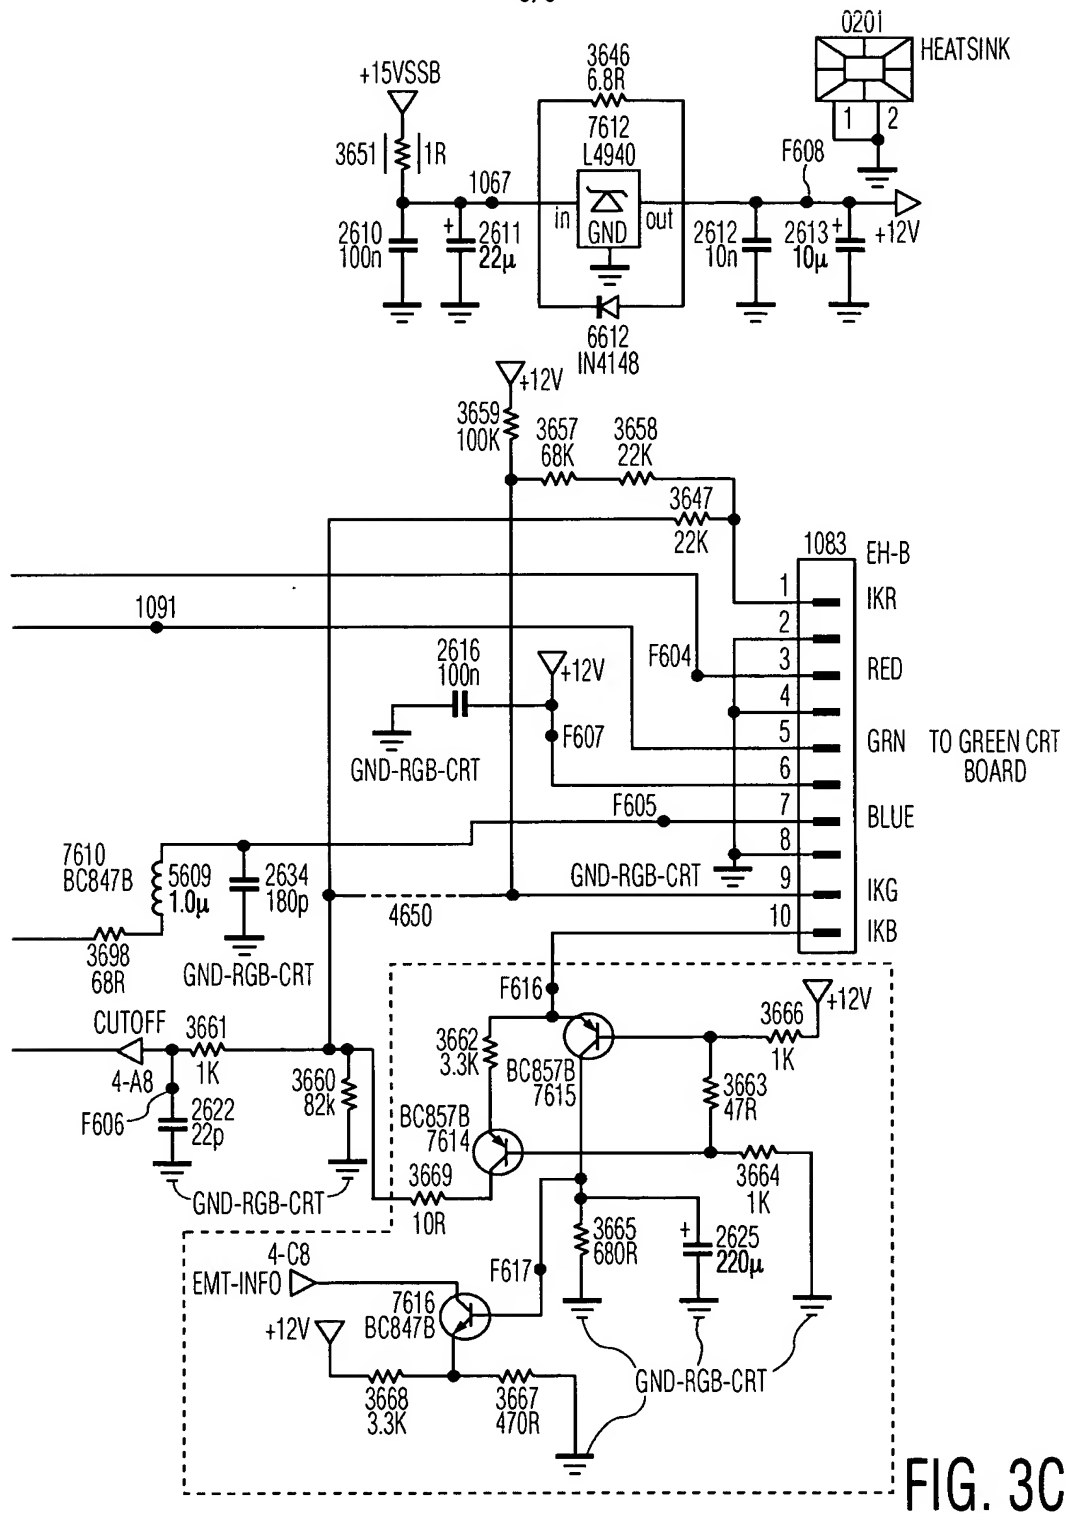 0201
HEATSINK
1 2
3646
6.8R
+15VSSB
3651 1R
7612
L4940
F608
1067
in GND out
2610
100n
+ 2611
22µ
2612
10n
2613 +
10µ
+12V
6612
IN4148
+12V
3659
100K
3657
68K
3658
22K
3647
22K
1083
EH-B
1
IKR
1091
2
2616
100n
+12V
F604
3
RED
4
F607
5
GRN
TO GREEN CRT
BOARD
GND-RGB-CRT
6
F605
7
BLUE
7610
BC847B
5609
1.0µ
2634
180p
8
GND-RGB-CRT
9
IKG
4650
10
IKB
3698
68R
GND-RGB-CRT
F616
+12V
CUTOFF
3661
1K
3662
3.3K
3666
1K
4-A8
BC857B
7615
3660
82k
3663
47R
F606
2622
22p
BC857B
7614
GND-RGB-CRT
3669
10R
3664
1K
3665
680R
+ 2625
220µ
4-C8
EMT-INFO
F617
7616
BC847B
+12V
GND-RGB-CRT
3668
3.3K
3667
470R
FIG. 3C